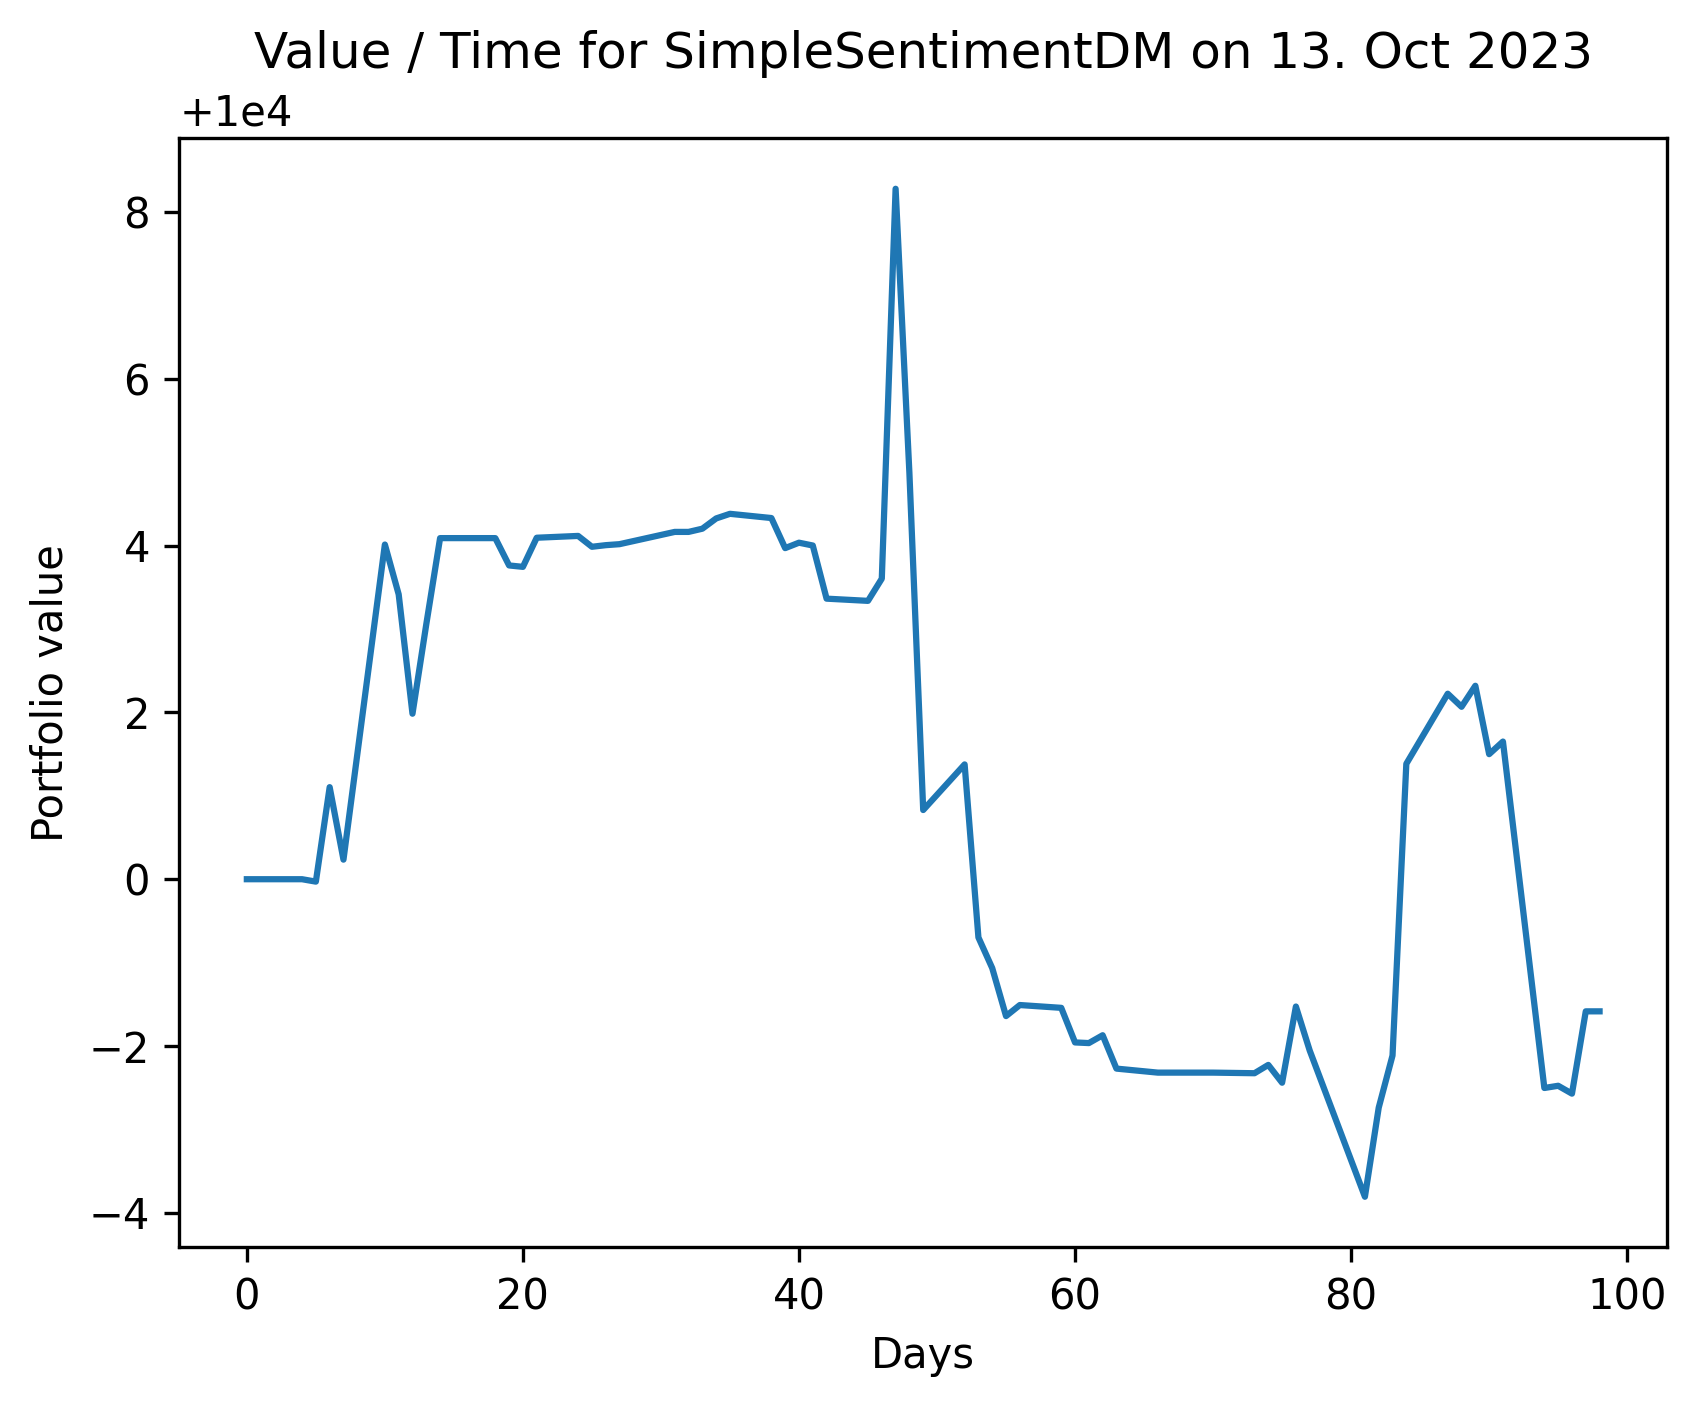 Value / Time for SimpleSentimentDM on 13. Oct 2023
+1e4
8
6
4
2
0
−2
−4
Portfolio value
0 20 40 60 80 100
Days